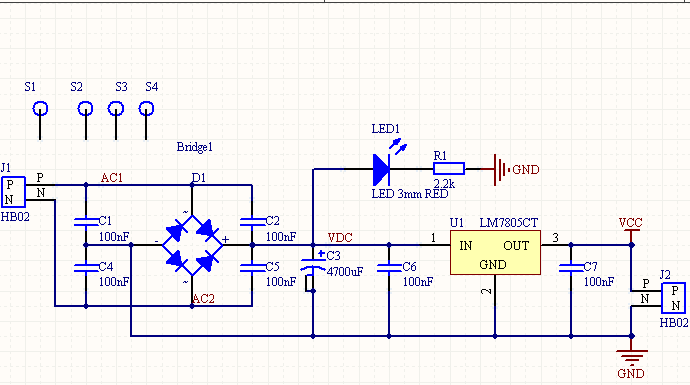 S1 S2 S3 S4
Bridge1
LED1
R1
2.2k
GND
LED 3mm RED
J1
P
P
N
N
HB02
AC1
D1
C1
100nF
C2
100nF
~
- +
~
C4
100nF
C5
100nF
AC2
VDC
+
C3
4700uF
C6
100nF
U1 LM7805CT
1 IN OUT 3
GND
2
C7
100nF
VCC
J2
P
P
N
N
HB02
GND